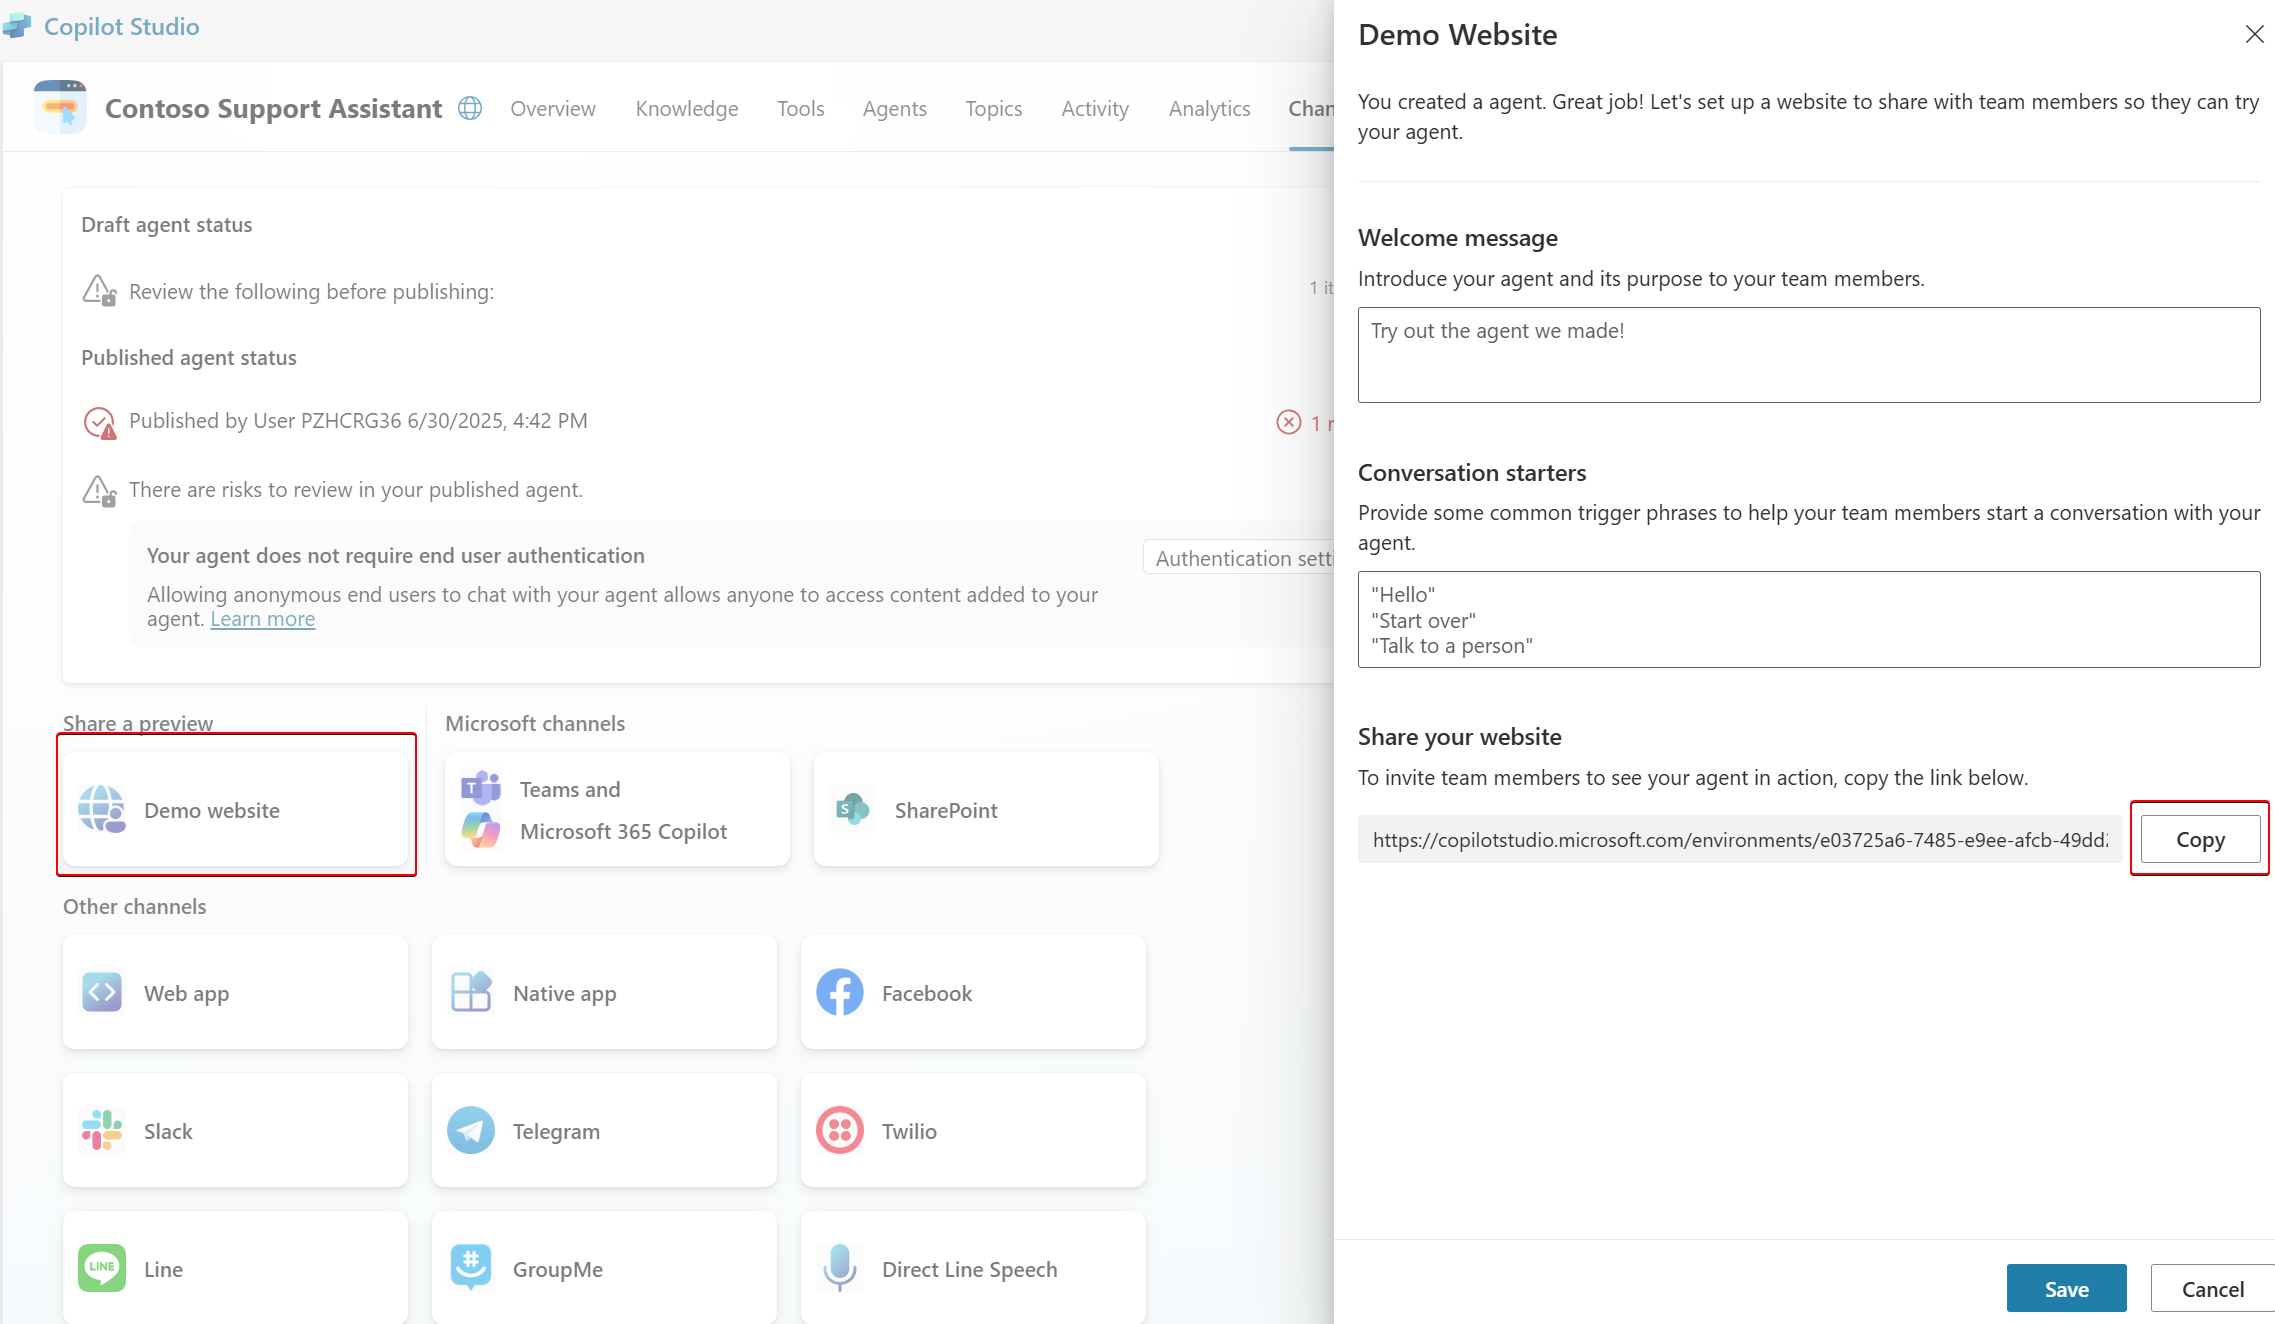 Copilot Studio
Contoso Support Assistant
Overview
Knowledge
Tools
Agents
Topics
Activity
Analytics
Chan
Draft agent status
Review the following before publishing:
1 it
Published agent status
Published by User PZHCRG36 6/30/2025, 4:42 PM
1 r
There are risks to review in your published agent.
Your agent does not require end user authentication
Authentication setti
Allowing anonymous end users to chat with your agent allows anyone to access content added to your
agent. Learn more
Share a preview
Demo website
Microsoft channels
T
Teams and
Microsoft 365 Copilot
S
SharePoint
Other channels
Web app
Native app
Facebook
Slack
Telegram
Twilio
LINE
Line
GroupMe
Direct Line Speech
Demo Website
You created a agent. Great job! Let's set up a website to share with team members so they can try
your agent.
Welcome message
Introduce your agent and its purpose to your team members.
Try out the agent we made!
Conversation starters
Provide some common trigger phrases to help your team members start a conversation with your
agent.
"Hello"
"Start over"
"Talk to a person"
Share your website
To invite team members to see your agent in action, copy the link below.
https://copilotstudio.microsoft.com/environments/e03725a6-7485-e9ee-afcb-49dd
Copy
Save
Cancel